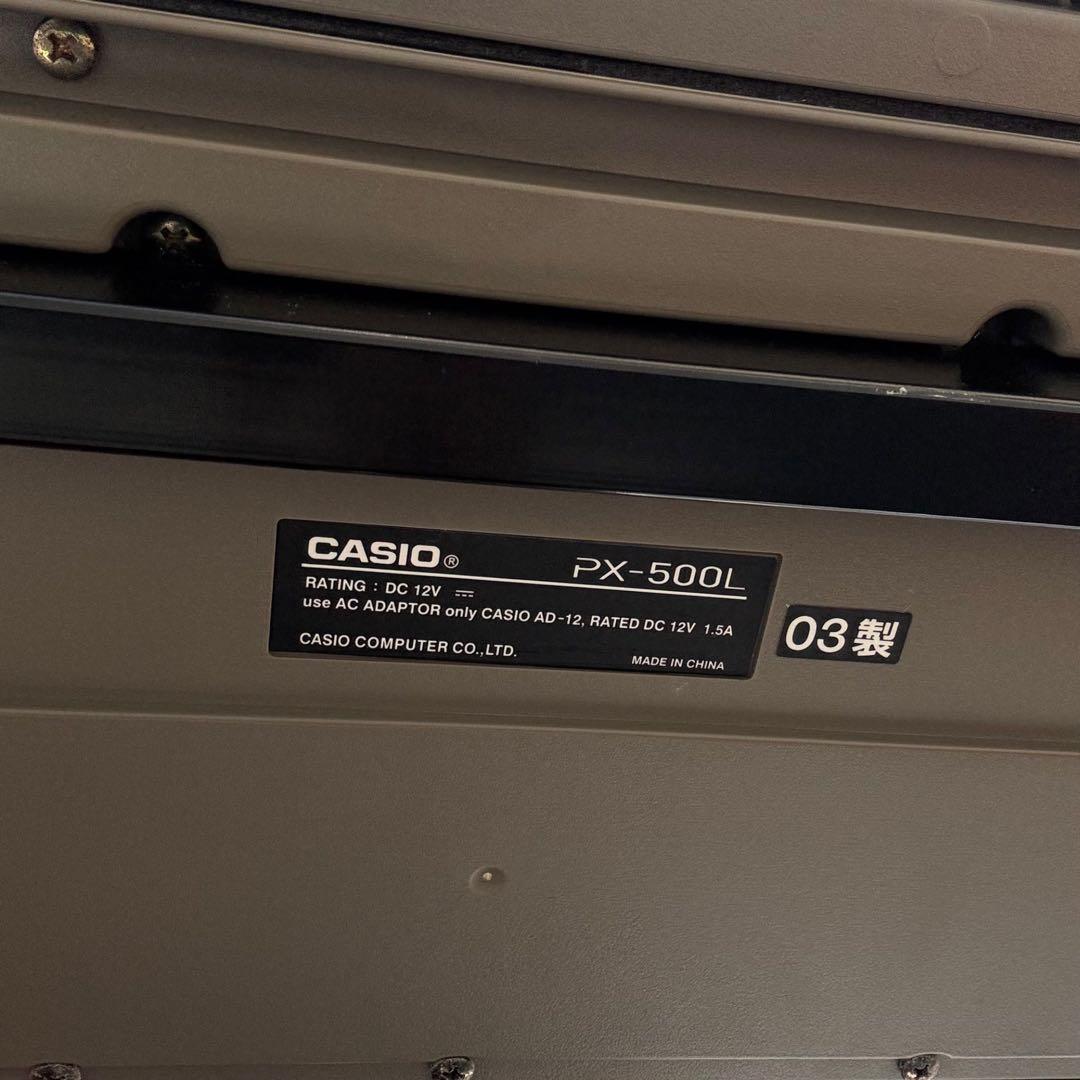 CASIO® PX-500L
RATING : DC 12V ⎓
use AC ADAPTOR only CASIO AD-12, RATED DC 12V 1.5A
CASIO COMPUTER CO.,LTD.
MADE IN CHINA
03製